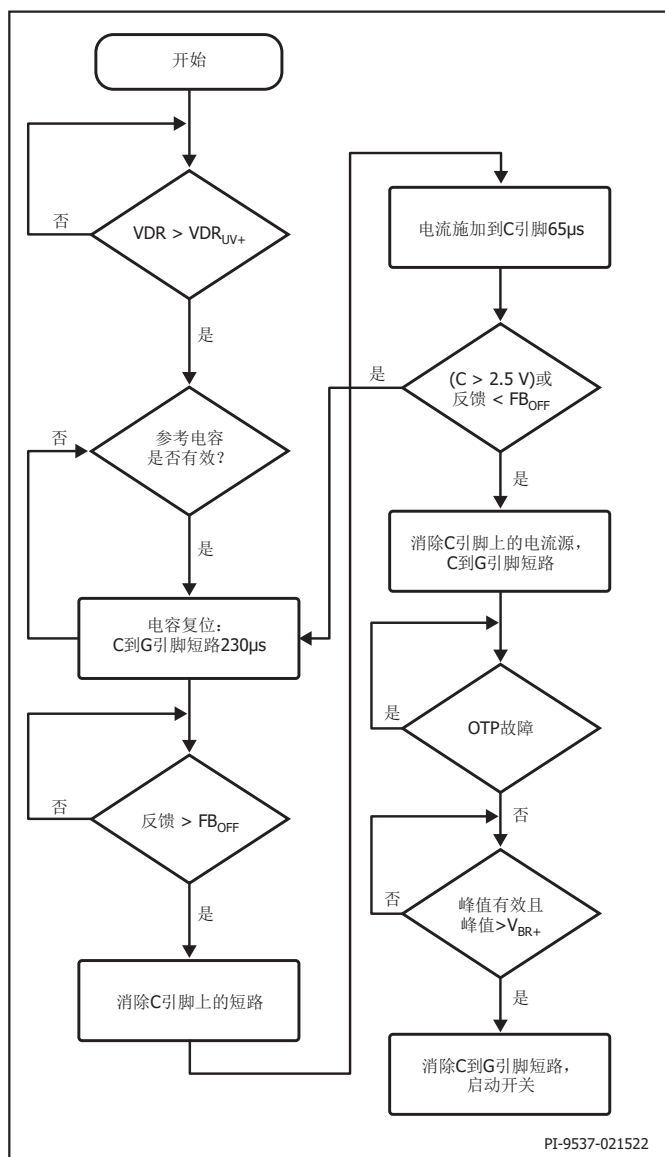 开始
否
VDR > VDR_UV+
是
否
参考电容
是否有效？
是
电容复位：
C到G引脚短路230µs
否
反馈 > FB_OFF
是
消除C引脚上的短路
电流施加到C引脚65µs
是
(C > 2.5 V)或
反馈 < FB_OFF
是
消除C引脚上的电流源，
C到G引脚短路
是
OTP故障
否
否
峰值有效且
峰值>V_BR+
是
消除C到G引脚短路，
启动开关
PI-9537-021522